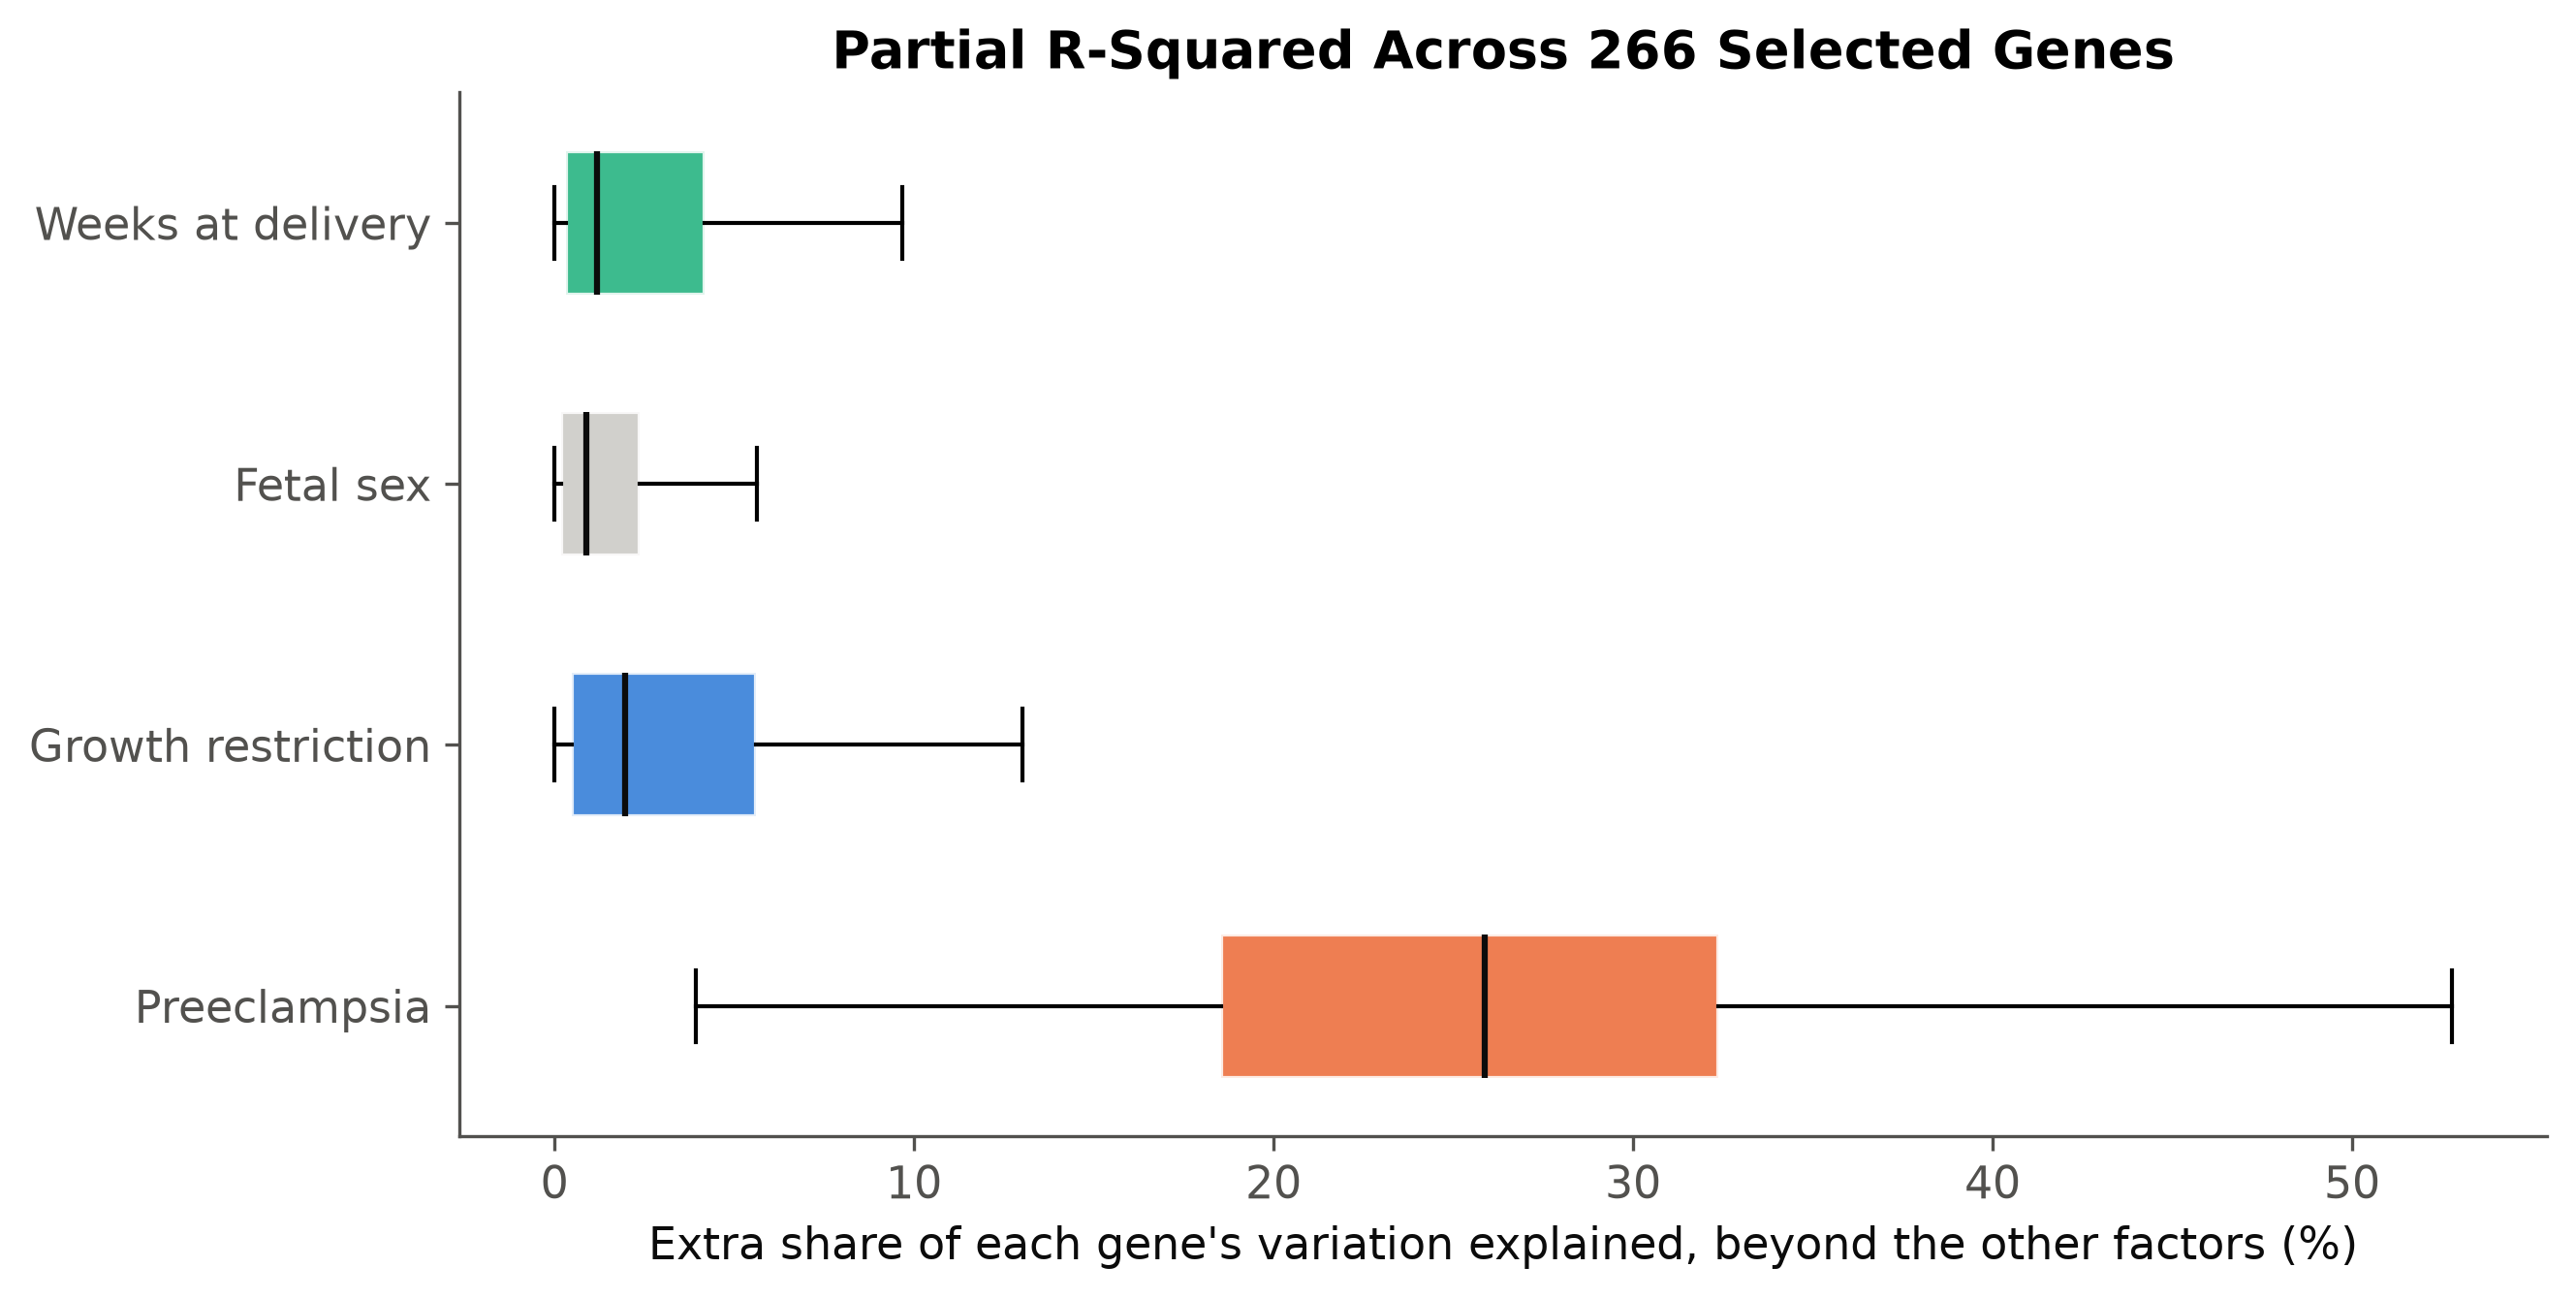 Partial R-Squared Across 266 Selected Genes
Weeks at delivery
Fetal sex
Growth restriction
Preeclampsia
0 10 20 30 40 50
Extra share of each gene's variation explained, beyond the other factors (%)